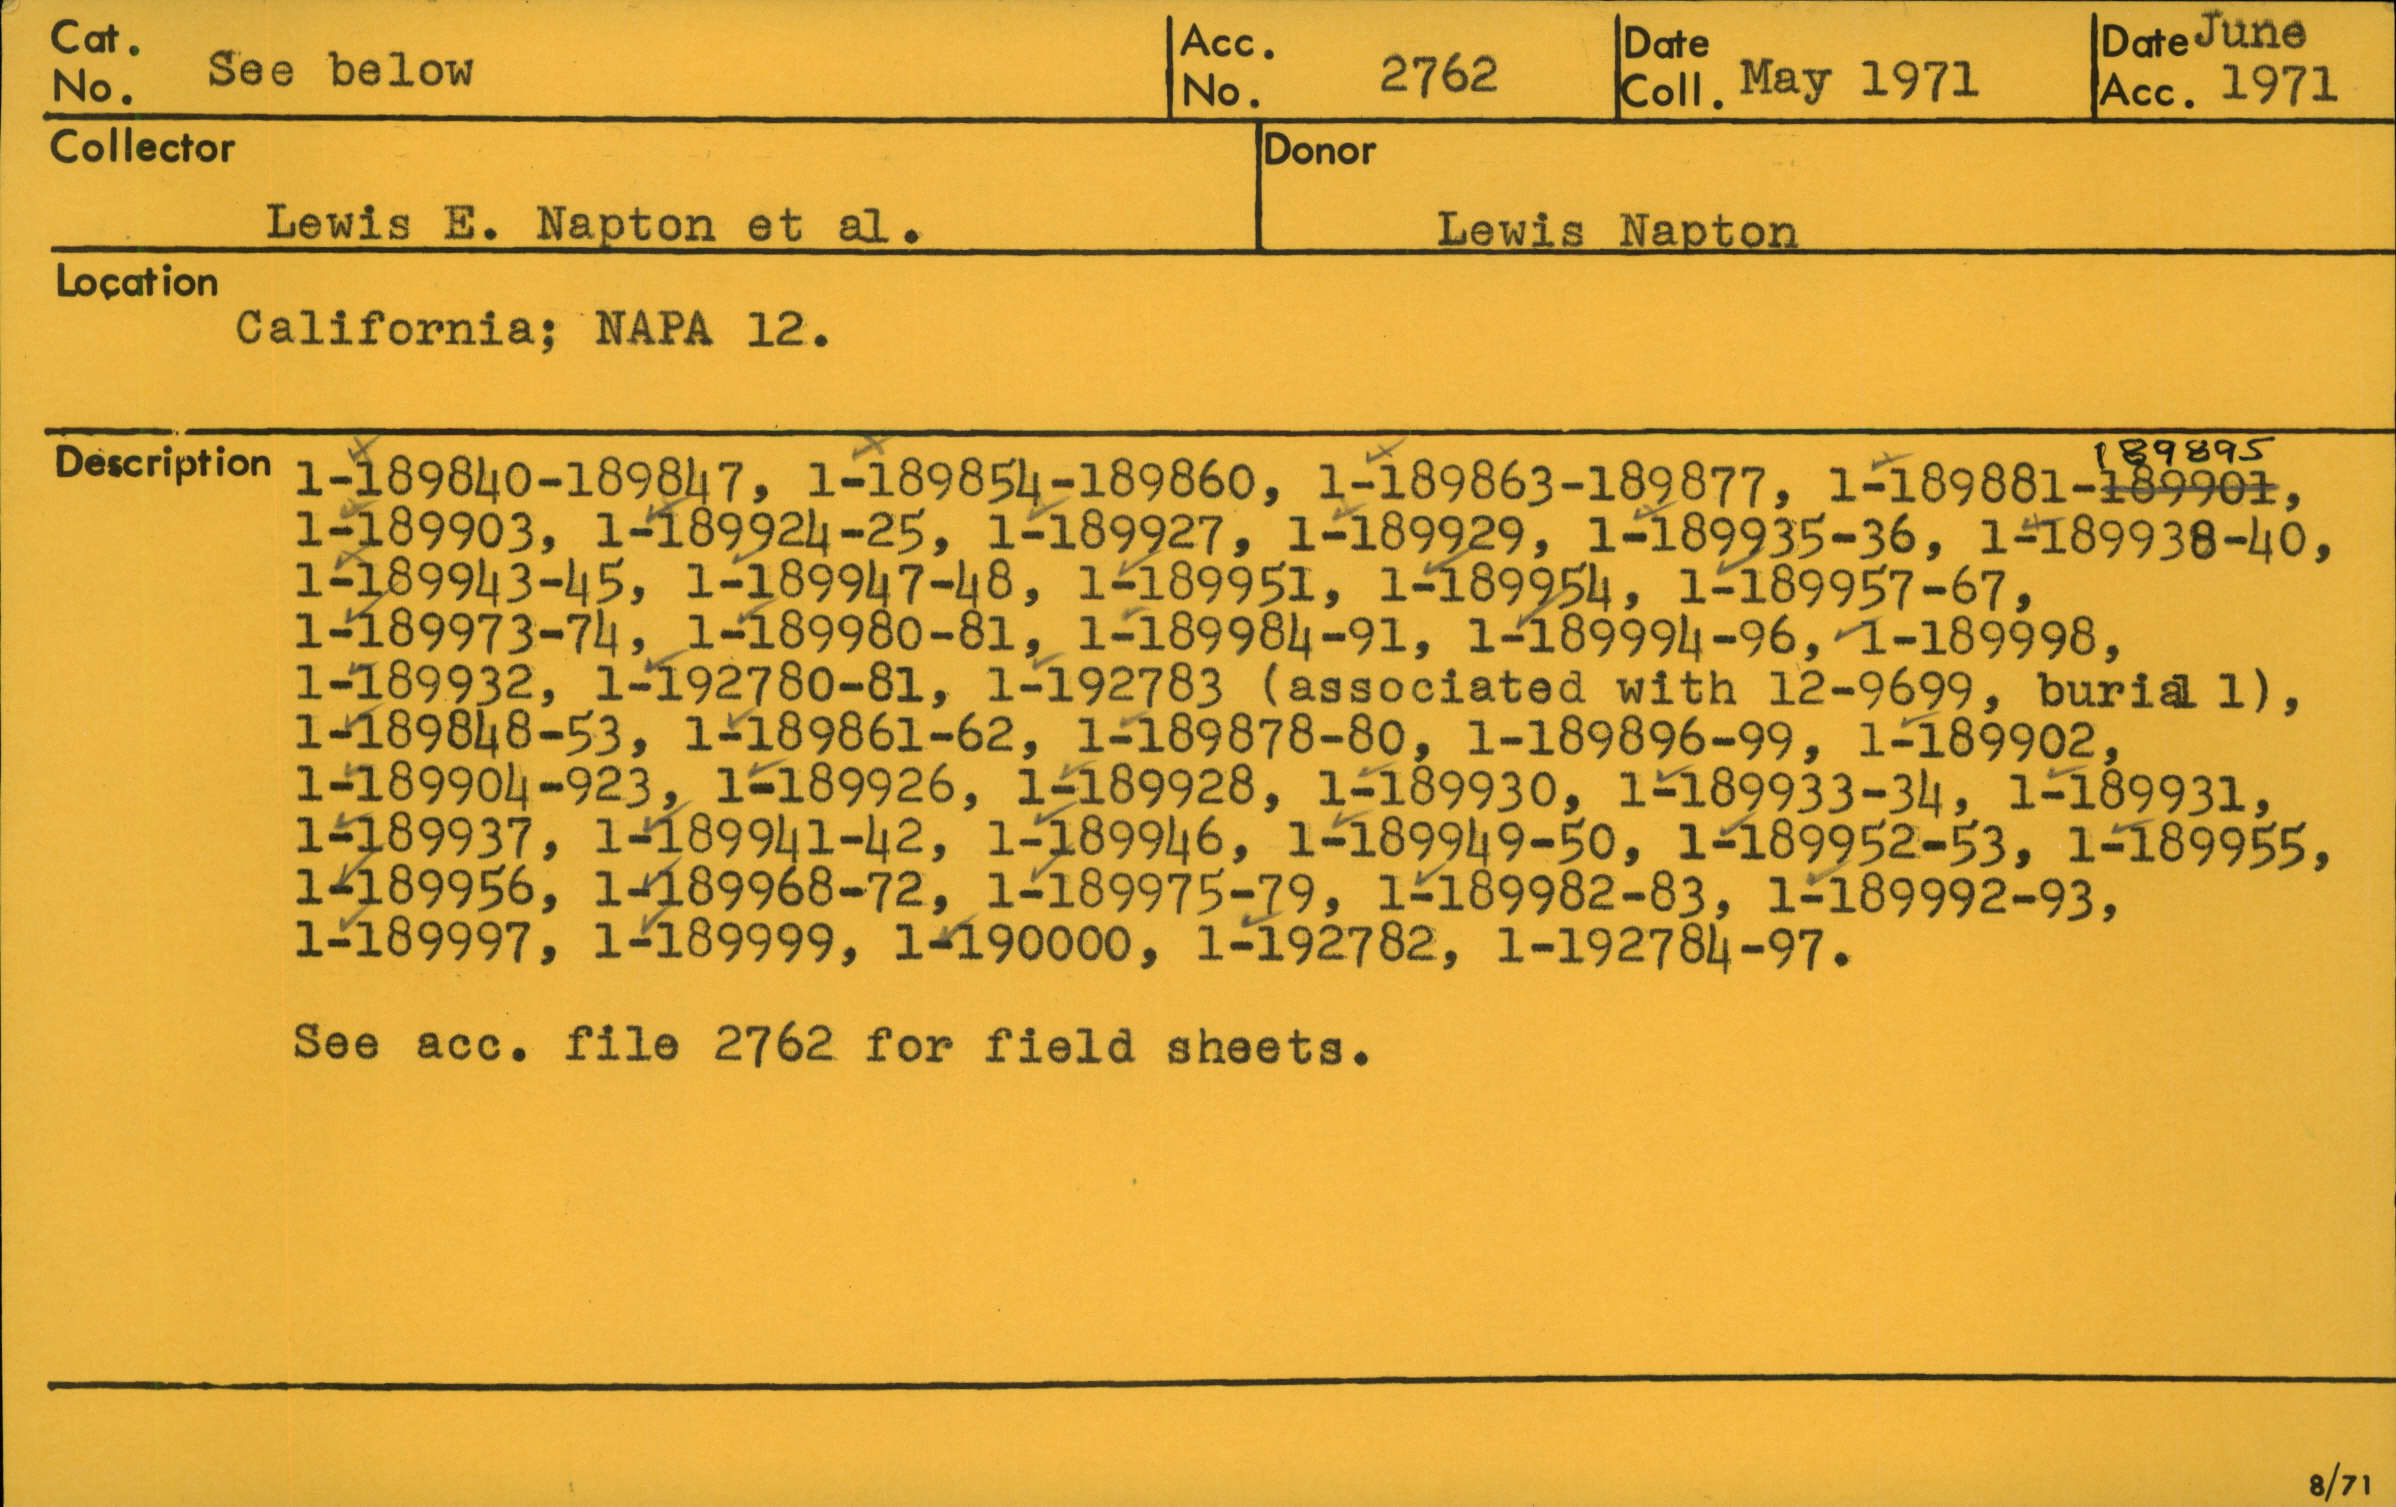 Cat. No. See below Acc. No. 2762 Date Coll. May 1971 Date Acc. June 1971
Collector Donor
Lewis E. Napton et al. Lewis Napton
Location
California; NAPA 12.
189895
Description 1-189840-189847, 1-189854-189860, 1-189863-189877, 1-189881-189901,
1-189903, 1-189924-25, 1-189927, 1-189929, 1-189935-36, 1-189938-40,
1-189943-45, 1-189947-48, 1-189951, 1-189954, 1-189957-67,
1-189973-74, 1-189980-81, 1-189984-91, 1-189994-96, 1-189998,
1-189932, 1-192780-81, 1-192783 (associated with 12-9699, burial 1),
1-189848-53, 1-189861-62, 1-189878-80, 1-189896-99, 1-189902,
1-189904-923, 1-189926, 1-189928, 1-189930, 1-189933-34, 1-189931,
1-189937, 1-189941-42, 1-189946, 1-189949-50, 1-189952-53, 1-189955,
1-189956, 1-189968-72, 1-189975-79, 1-189982-83, 1-189992-93,
1-189997, 1-189999, 1-190000, 1-192782, 1-192784-97.
See acc. file 2762 for field sheets.
8/71